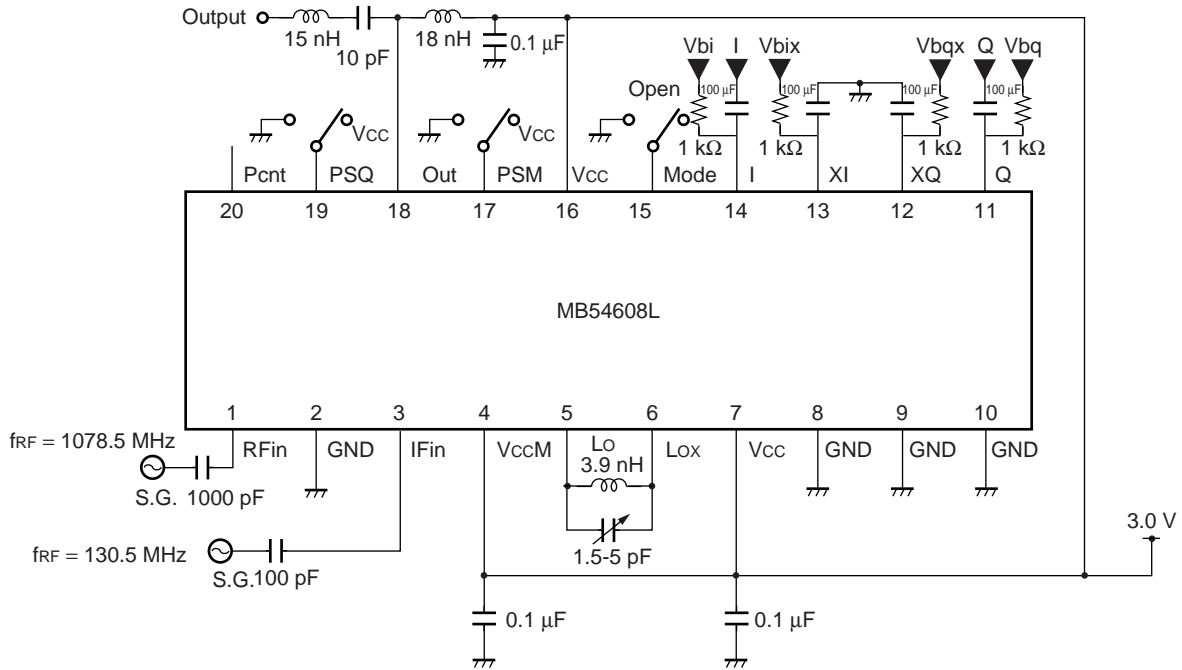 Output
15 nH
10 pF
18 nH
0.1 μF
Vbi I Vbix Vbqx Q Vbq
Open
100 μF 100 μF 100 μF 100 μF
VCC VCC
1 kΩ 1 kΩ 1 kΩ 1 kΩ
Pcnt PSQ Out PSM VCC Mode I XI XQ Q
20 19 18 17 16 15 14 13 12 11
MB54608L
1 2 3 4 5 6 7 8 9 10
fRF = 1078.5 MHz
RFin GND IFin VCCM LO LOX VCC GND GND GND
3.9 nH
S.G. 1000 pF
1.5-5 pF
3.0 V
fRF = 130.5 MHz
S.G. 100 pF
0.1 μF 0.1 μF